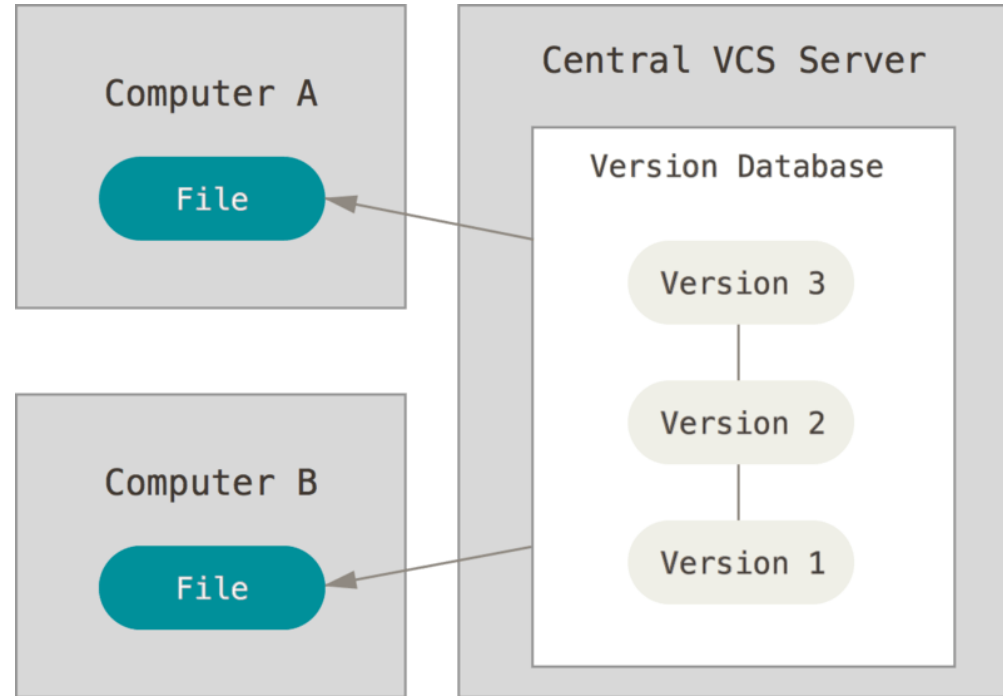 Computer A
File
Computer B
File
Central VCS Server
Version Database
Version 3
Version 2
Version 1